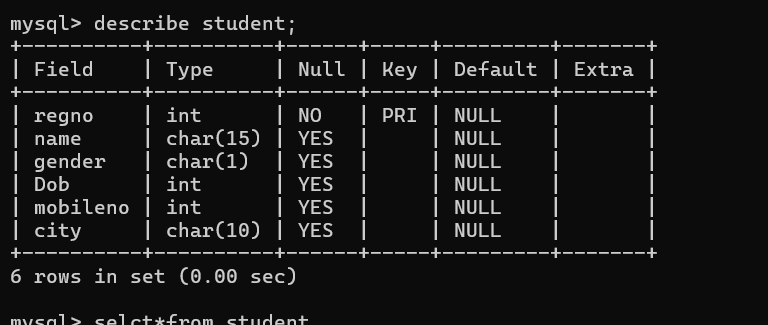 mysql> describe student;
+----------+----------+------+-----+---------+-------+
| Field    | Type     | Null | Key | Default | Extra |
+----------+----------+------+-----+---------+-------+
| regno    | int      | NO   | PRI | NULL    |       |
| name     | char(15) | YES  |     | NULL    |       |
| gender   | char(1)  | YES  |     | NULL    |       |
| Dob      | int      | YES  |     | NULL    |       |
| mobileno | int      | YES  |     | NULL    |       |
| city     | char(10) | YES  |     | NULL    |       |
+----------+----------+------+-----+---------+-------+
6 rows in set (0.00 sec)
mysql> selct*from student